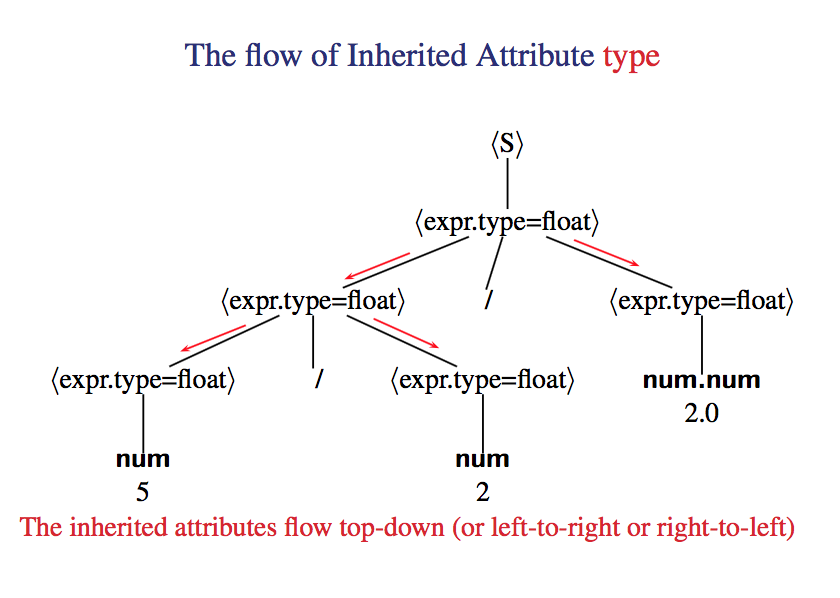 The flow of Inherited Attribute type
⟨S⟩
⟨expr.type=float⟩
⟨expr.type=float⟩ / ⟨expr.type=float⟩
⟨expr.type=float⟩ / ⟨expr.type=float⟩ num.num
2.0
num num
5 2
The inherited attributes flow top-down (or left-to-right or right-to-left)